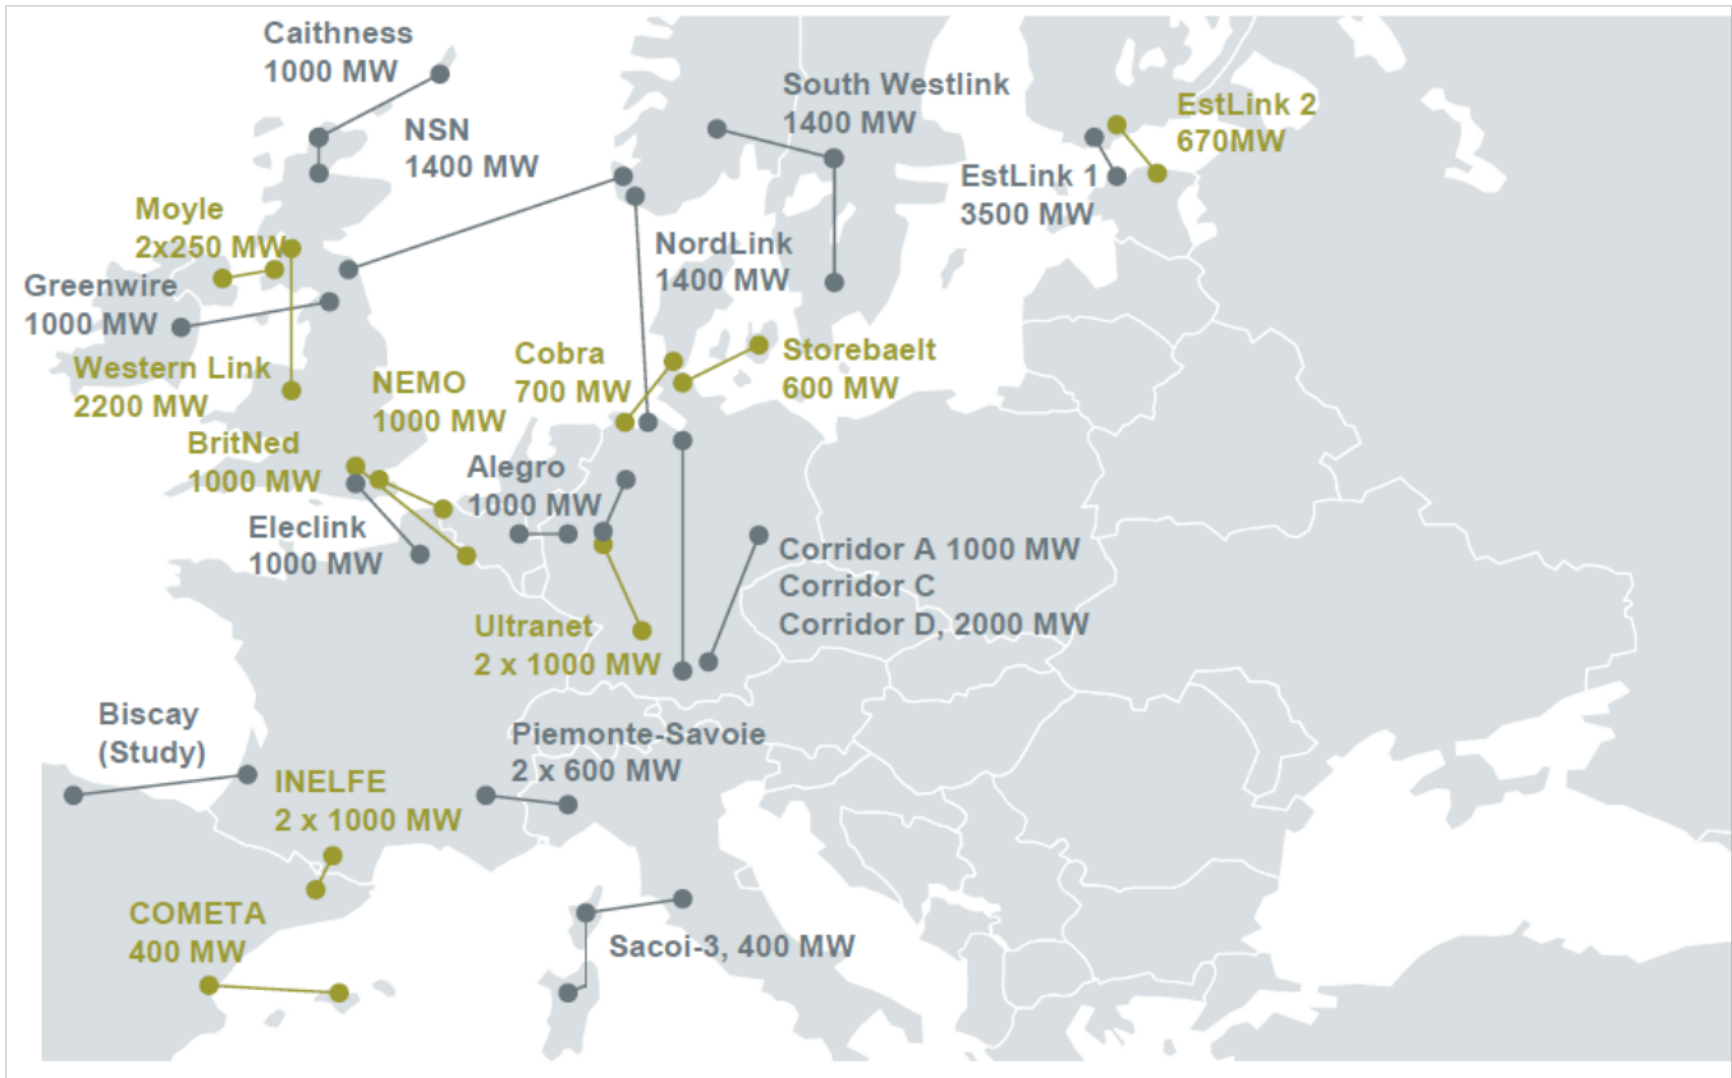 Caithness
1000 MW
NSN
1400 MW
South Westlink
1400 MW
EstLink 2
670MW
EstLink 1
3500 MW
Moyle
2x250 MW
Greenwire
1000 MW
NordLink
1400 MW
Western Link
2200 MW
NEMO
1000 MW
Cobra
700 MW
Storebaelt
600 MW
BritNed
1000 MW
Alegro
1000 MW
Eleclink
1000 MW
Corridor A 1000 MW
Corridor C
Corridor D, 2000 MW
Ultranet
2 x 1000 MW
Biscay
(Study)
Piemonte-Savoie
2 x 600 MW
INELFE
2 x 1000 MW
COMETA
400 MW
Sacoi-3, 400 MW